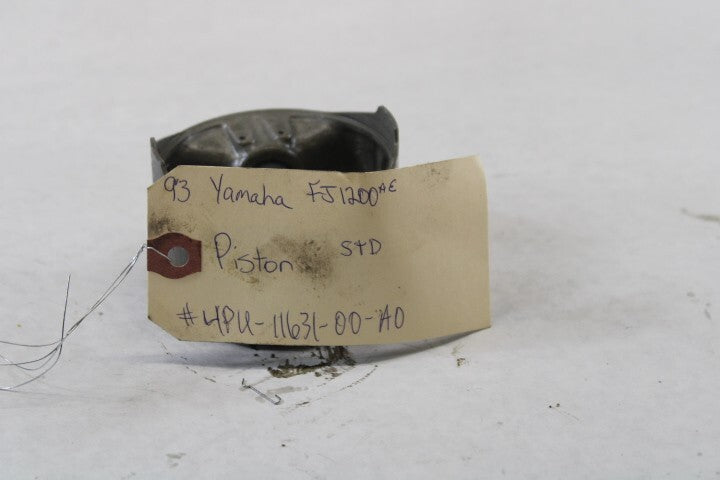 93 Yamaha FJ1200AE
Piston STD
#4PU-11631-00-A0